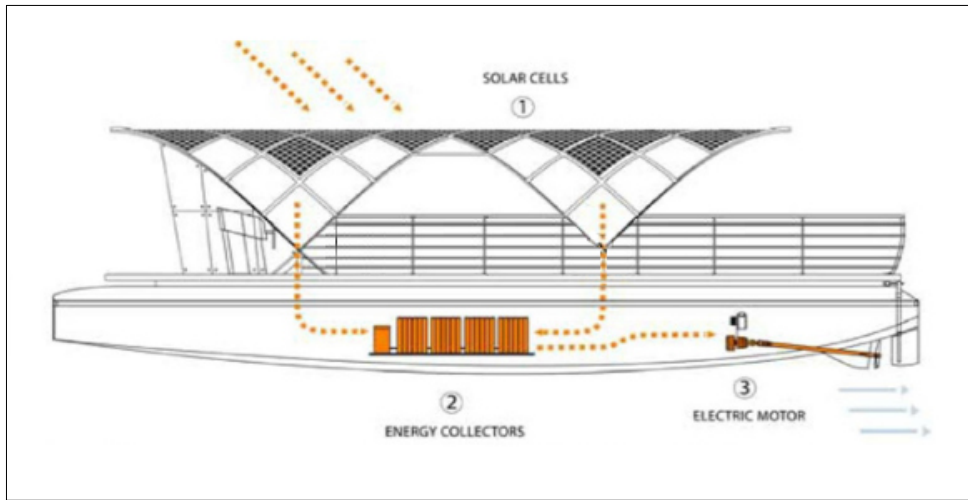 SOLAR CELLS
①
②
ENERGY COLLECTORS
③
ELECTRIC MOTOR